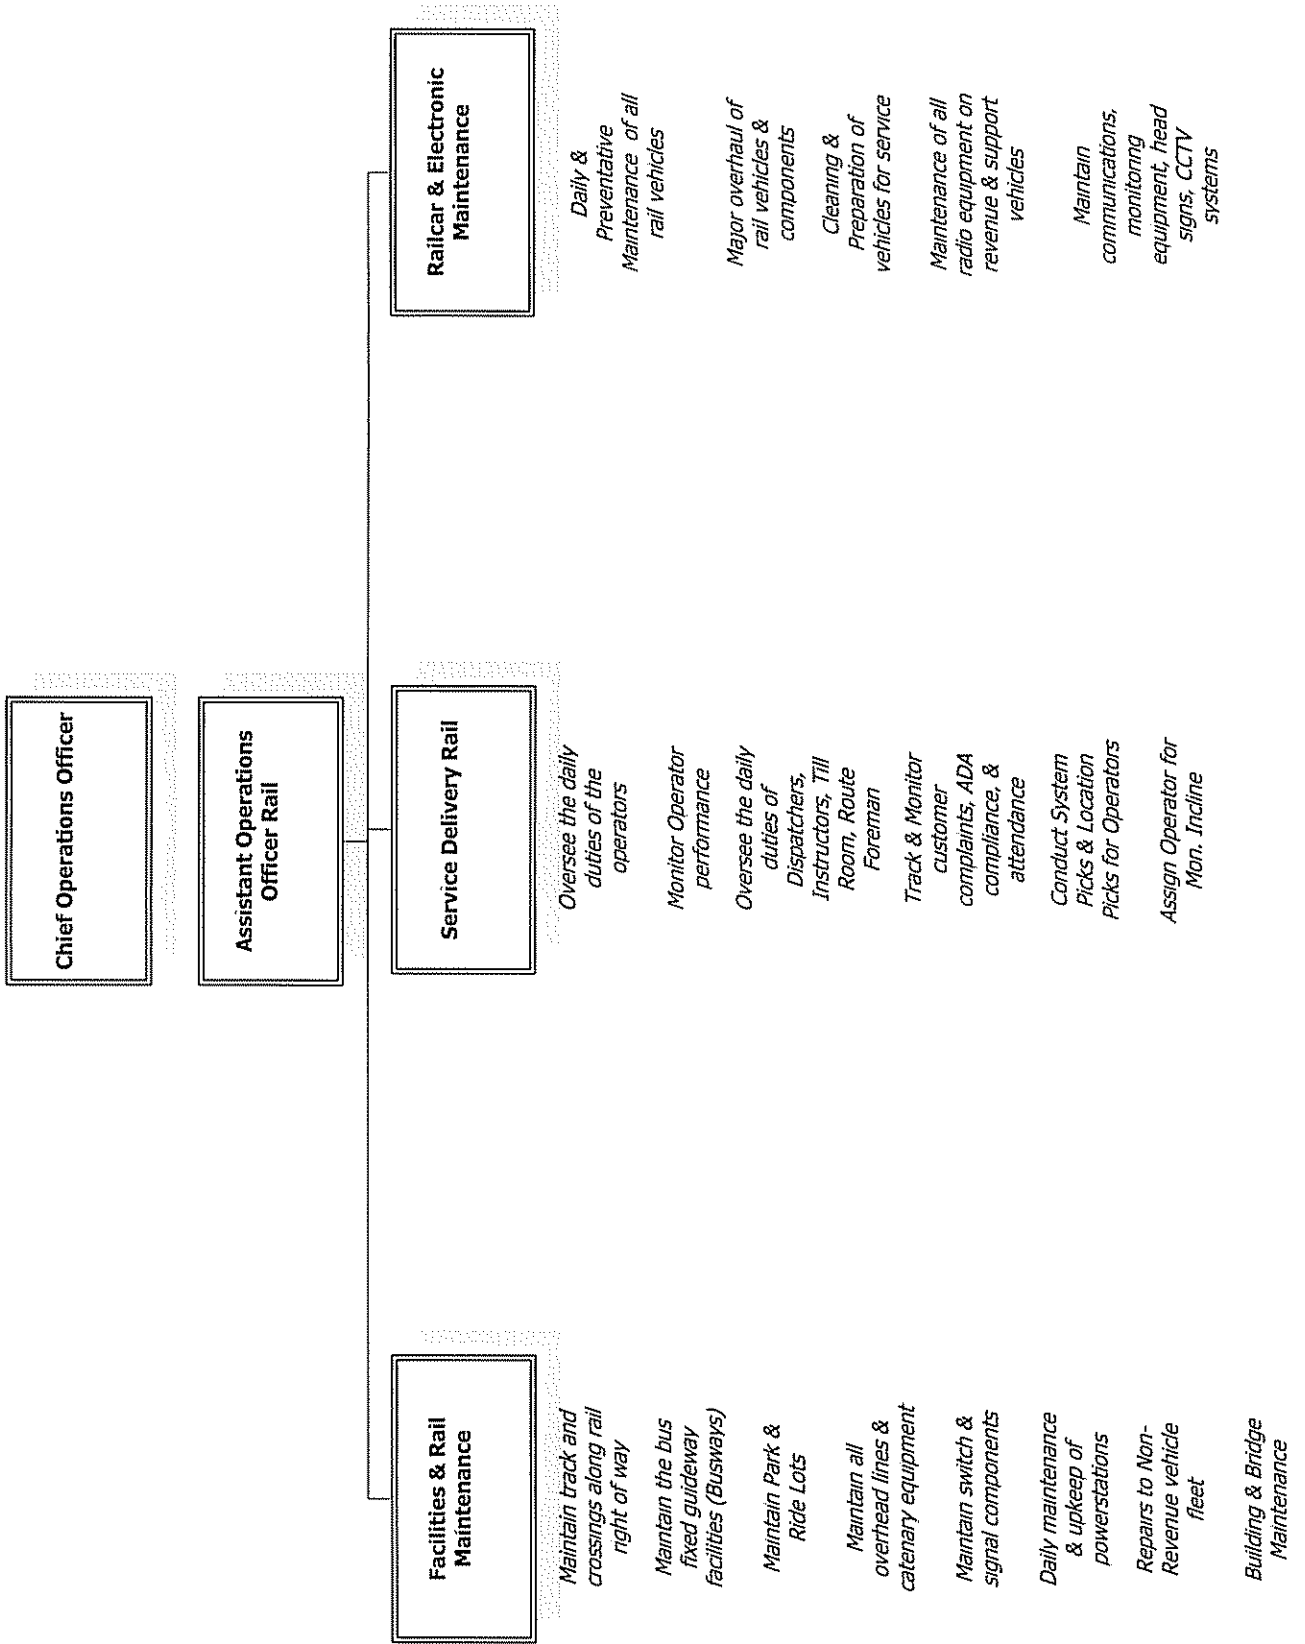 Chief Operations Officer
Assistant Operations
Officer Rail
Facilities & Rail
Maintenance
Maintain track and
crossings along rail
right of way
Maintain the bus
fixed guideway
facilities (Busways)
Maintain Park &
Ride Lots
Maintain all
overhead lines &
catenary equipment
Maintain switch &
signal components
Daily maintenance
& upkeep of
powerstations
Repairs to Non-
Revenue vehicle
fleet
Building & Bridge
Maintenance
Service Delivery Rail
Oversee the daily
duties of the
operators
Monitor Operator
performance
Oversee the daily
duties of
Dispatchers,
Instructors, Till
Room, Route
Foreman
Track & Monitor
customer
complaints, ADA
compliance, &
attendance
Conduct System
Picks & Location
Picks for Operators
Assign Operator for
Mon. Incline
Railcar & Electronic
Maintenance
Daily &
Preventative
Maintenance of all
rail vehicles
Major overhaul of
rail vehicles &
components
Cleaning &
Preparation of
vehicles for service
Maintenance of all
radio equipment on
revenue & support
vehicles
Maintain
communications,
monitoring
equipment, head
signs, CCTV
systems